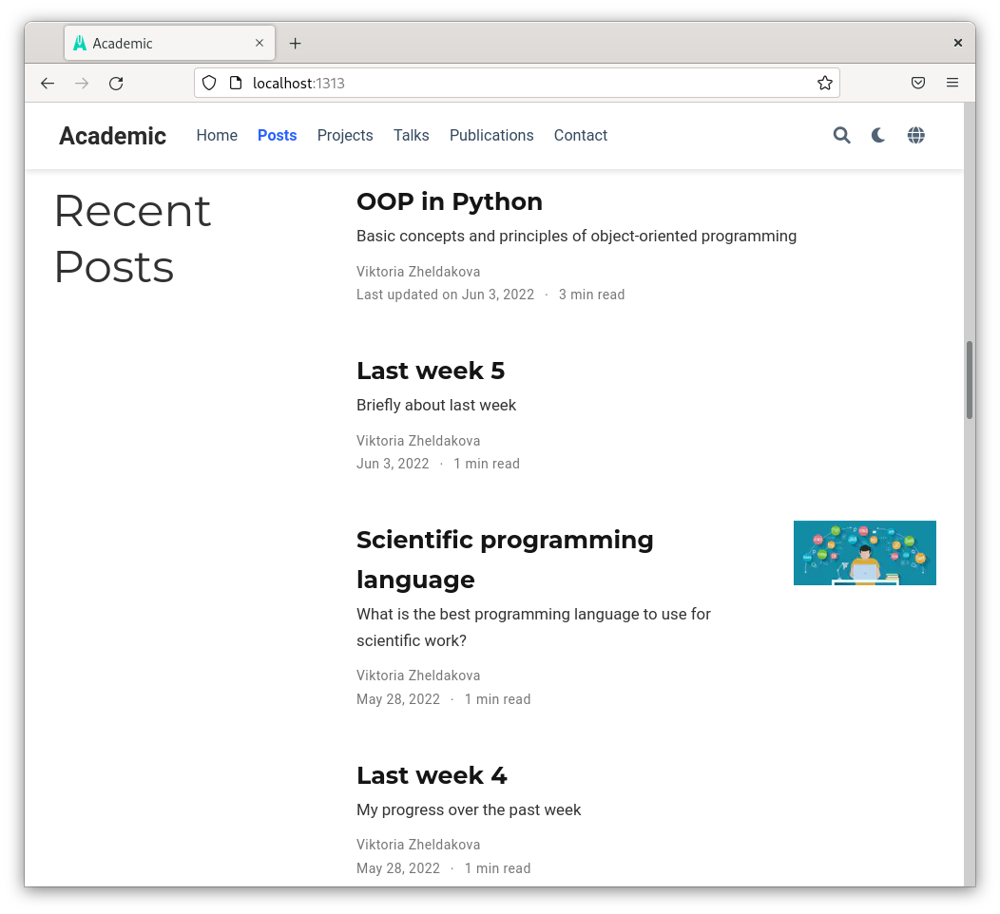 Academic
localhost:1313
Academic Home Posts Projects Talks Publications Contact
Recent
Posts
OOP in Python
Basic concepts and principles of object-oriented programming
Viktoria Zheldakova
Last updated on Jun 3, 2022 · 3 min read
Last week 5
Briefly about last week
Viktoria Zheldakova
Jun 3, 2022 · 1 min read
Scientific programming
language
What is the best programming language to use for
scientific work?
Viktoria Zheldakova
May 28, 2022 · 1 min read
Last week 4
My progress over the past week
Viktoria Zheldakova
May 28, 2022 · 1 min read